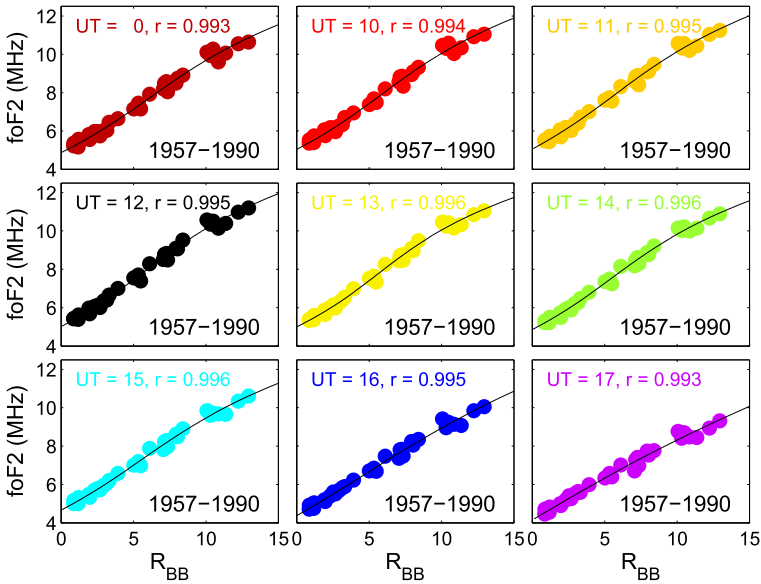 12
10
8
6
4
foF2 (MHz)
UT = 0, r = 0.993
1957−1990
UT = 10, r = 0.994
1957−1990
UT = 11, r = 0.995
1957−1990
12
10
8
6
4
foF2 (MHz)
UT = 12, r = 0.995
1957−1990
UT = 13, r = 0.996
1957−1990
UT = 14, r = 0.996
1957−1990
12
10
8
6
4
foF2 (MHz)
UT = 15, r = 0.996
1957−1990
UT = 16, r = 0.995
1957−1990
UT = 17, r = 0.993
1957−1990
0 5 10 15 0 5 10 15 0 5 10 15
R_BB R_BB R_BB